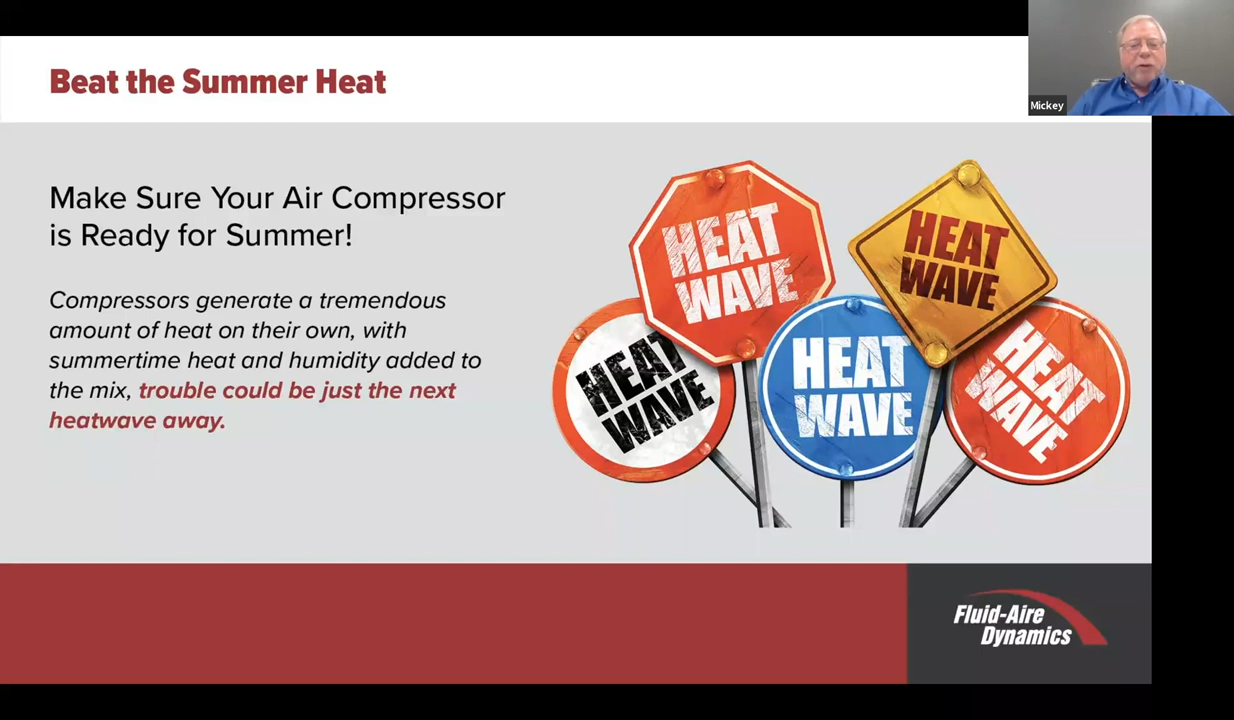 Beat the Summer Heat
Mickey
Make Sure Your Air Compressor
is Ready for Summer!
Compressors generate a tremendous
amount of heat on their own, with
summertime heat and humidity added to
the mix, trouble could be just the next
heatwave away.
HEAT
WAVE
HEAT
WAVE
HEAT
WAVE
HEAT
WAVE
HEAT
WAVE
Fluid-Aire
Dynamics